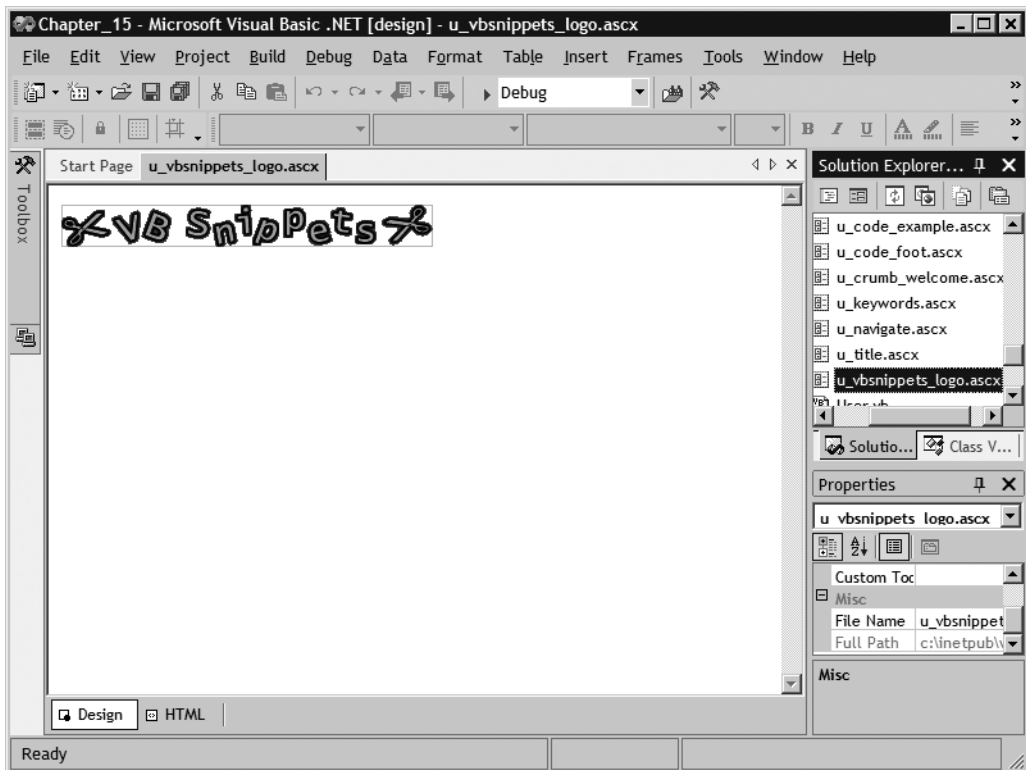 Chapter_15 - Microsoft Visual Basic .NET [design] - u_vbsnippets_logo.ascx
File Edit View Project Build Debug Data Format Table Insert Frames Tools Window Help
Debug
B I U A
Toolbox
Start Page u_vbsnippets_logo.ascx
VB Snippets
Solution Explorer...
u_code_example.ascx
u_code_foot.ascx
u_crumb_welcome.ascx
u_keywords.ascx
u_navigate.ascx
u_title.ascx
u_vbsnippets_logo.ascx
User.vb
Solutio... Class V...
Properties
u_vbsnippets_logo.ascx
Custom Toc
Misc
File Name u_vbsnippet
Full Path c:\inetpub\
Misc
Design HTML
Ready